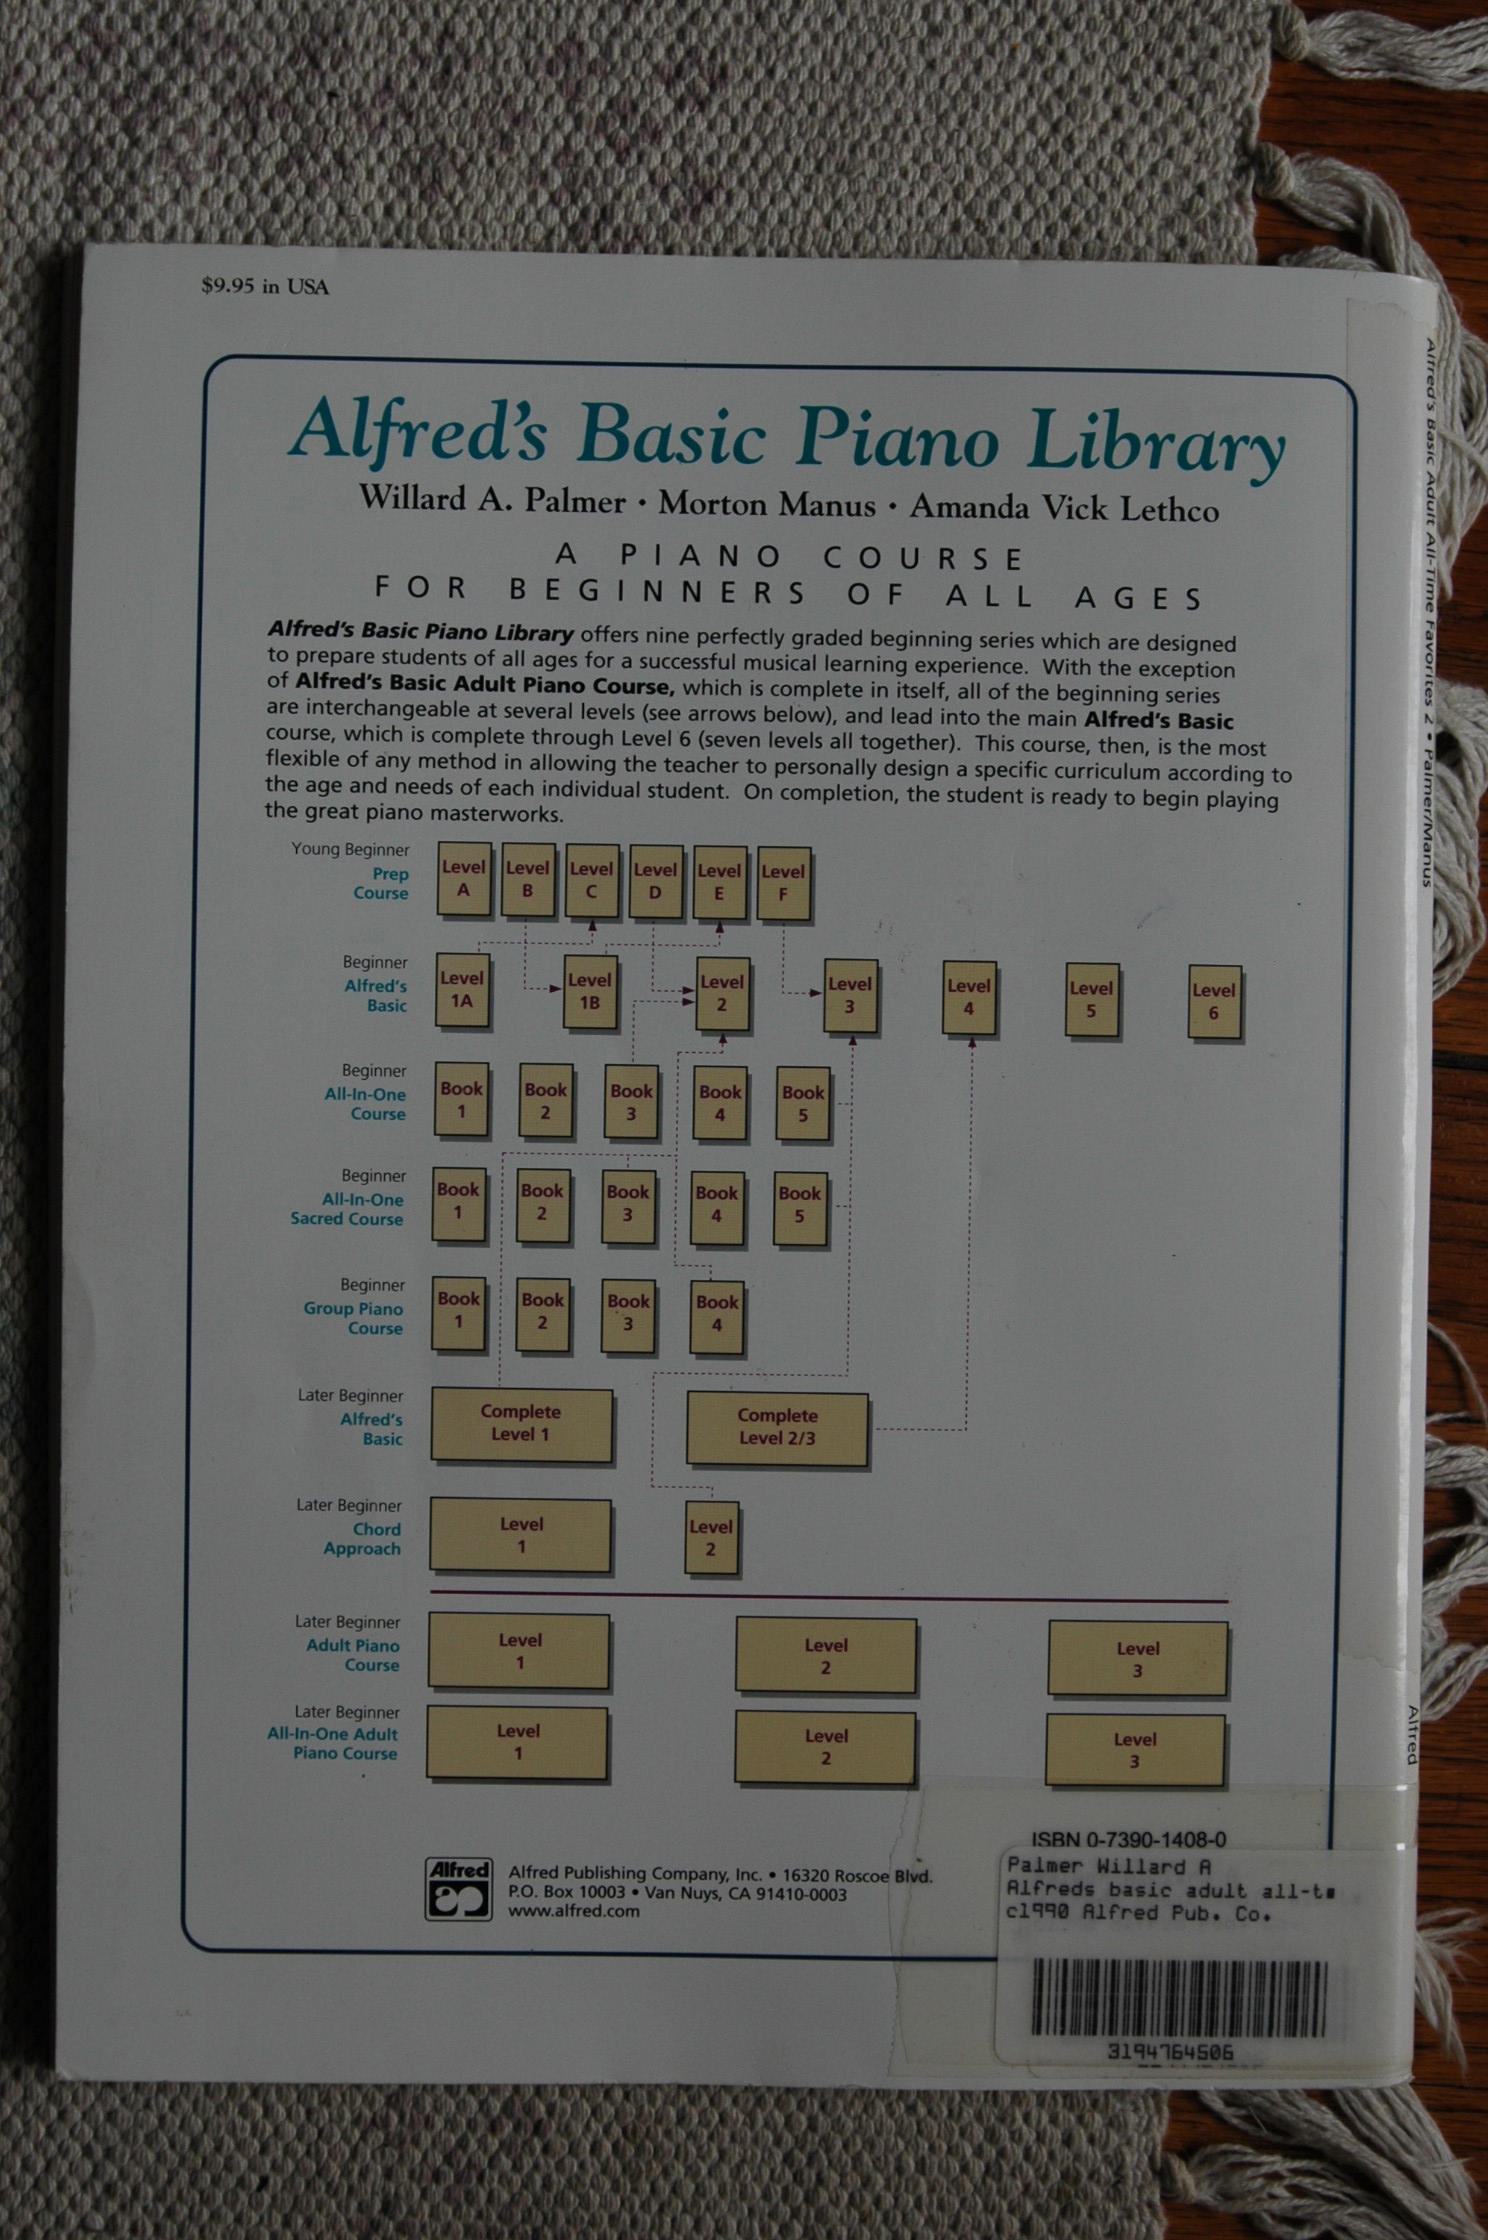 $9.95 in USA
Alfred's Basic Piano Library
Willard A. Palmer • Morton Manus • Amanda Vick Lethco
A PIANO COURSE
FOR BEGINNERS OF ALL AGES
Alfred's Basic Piano Library offers nine perfectly graded beginning series which are designed
to prepare students of all ages for a successful musical learning experience. With the exception
of Alfred's Basic Adult Piano Course, which is complete in itself, all of the beginning series
are interchangeable at several levels (see arrows below), and lead into the main Alfred's Basic
course, which is complete through Level 6 (seven levels all together). This course, then, is the most
flexible of any method in allowing the teacher to personally design a specific curriculum according to
the age and needs of each individual student. On completion, the student is ready to begin playing
the great piano masterworks.
Young Beginner
Prep
Course
Level A
Level B
Level C
Level D
Level E
Level F
Beginner
Alfred's
Basic
Level 1A
Level 1B
Level 2
Level 3
Level 4
Level 5
Level 6
Beginner
All-In-One
Course
Book 1
Book 2
Book 3
Book 4
Book 5
Beginner
All-In-One
Sacred Course
Book 1
Book 2
Book 3
Book 4
Book 5
Beginner
Group Piano
Course
Book 1
Book 2
Book 3
Book 4
Later Beginner
Alfred's
Basic
Complete
Level 1
Complete
Level 2/3
Later Beginner
Chord
Approach
Level 1
Level 2
Later Beginner
Adult Piano
Course
Level 1
Level 2
Level 3
Later Beginner
All-In-One Adult
Piano Course
Level 1
Level 2
Level 3
Alfred
Alfred Publishing Company, Inc. • 16320 Roscoe Blvd.
P.O. Box 10003 • Van Nuys, CA 91410-0003
www.alfred.com
ISBN 0-7390-1408-0
Palmer Willard A
Alfreds basic adult all-t
c1990 Alfred Pub. Co.
3194764506
Alfred's Basic Adult All-Time Favorites 2 • Palmer/Manus
Alfred